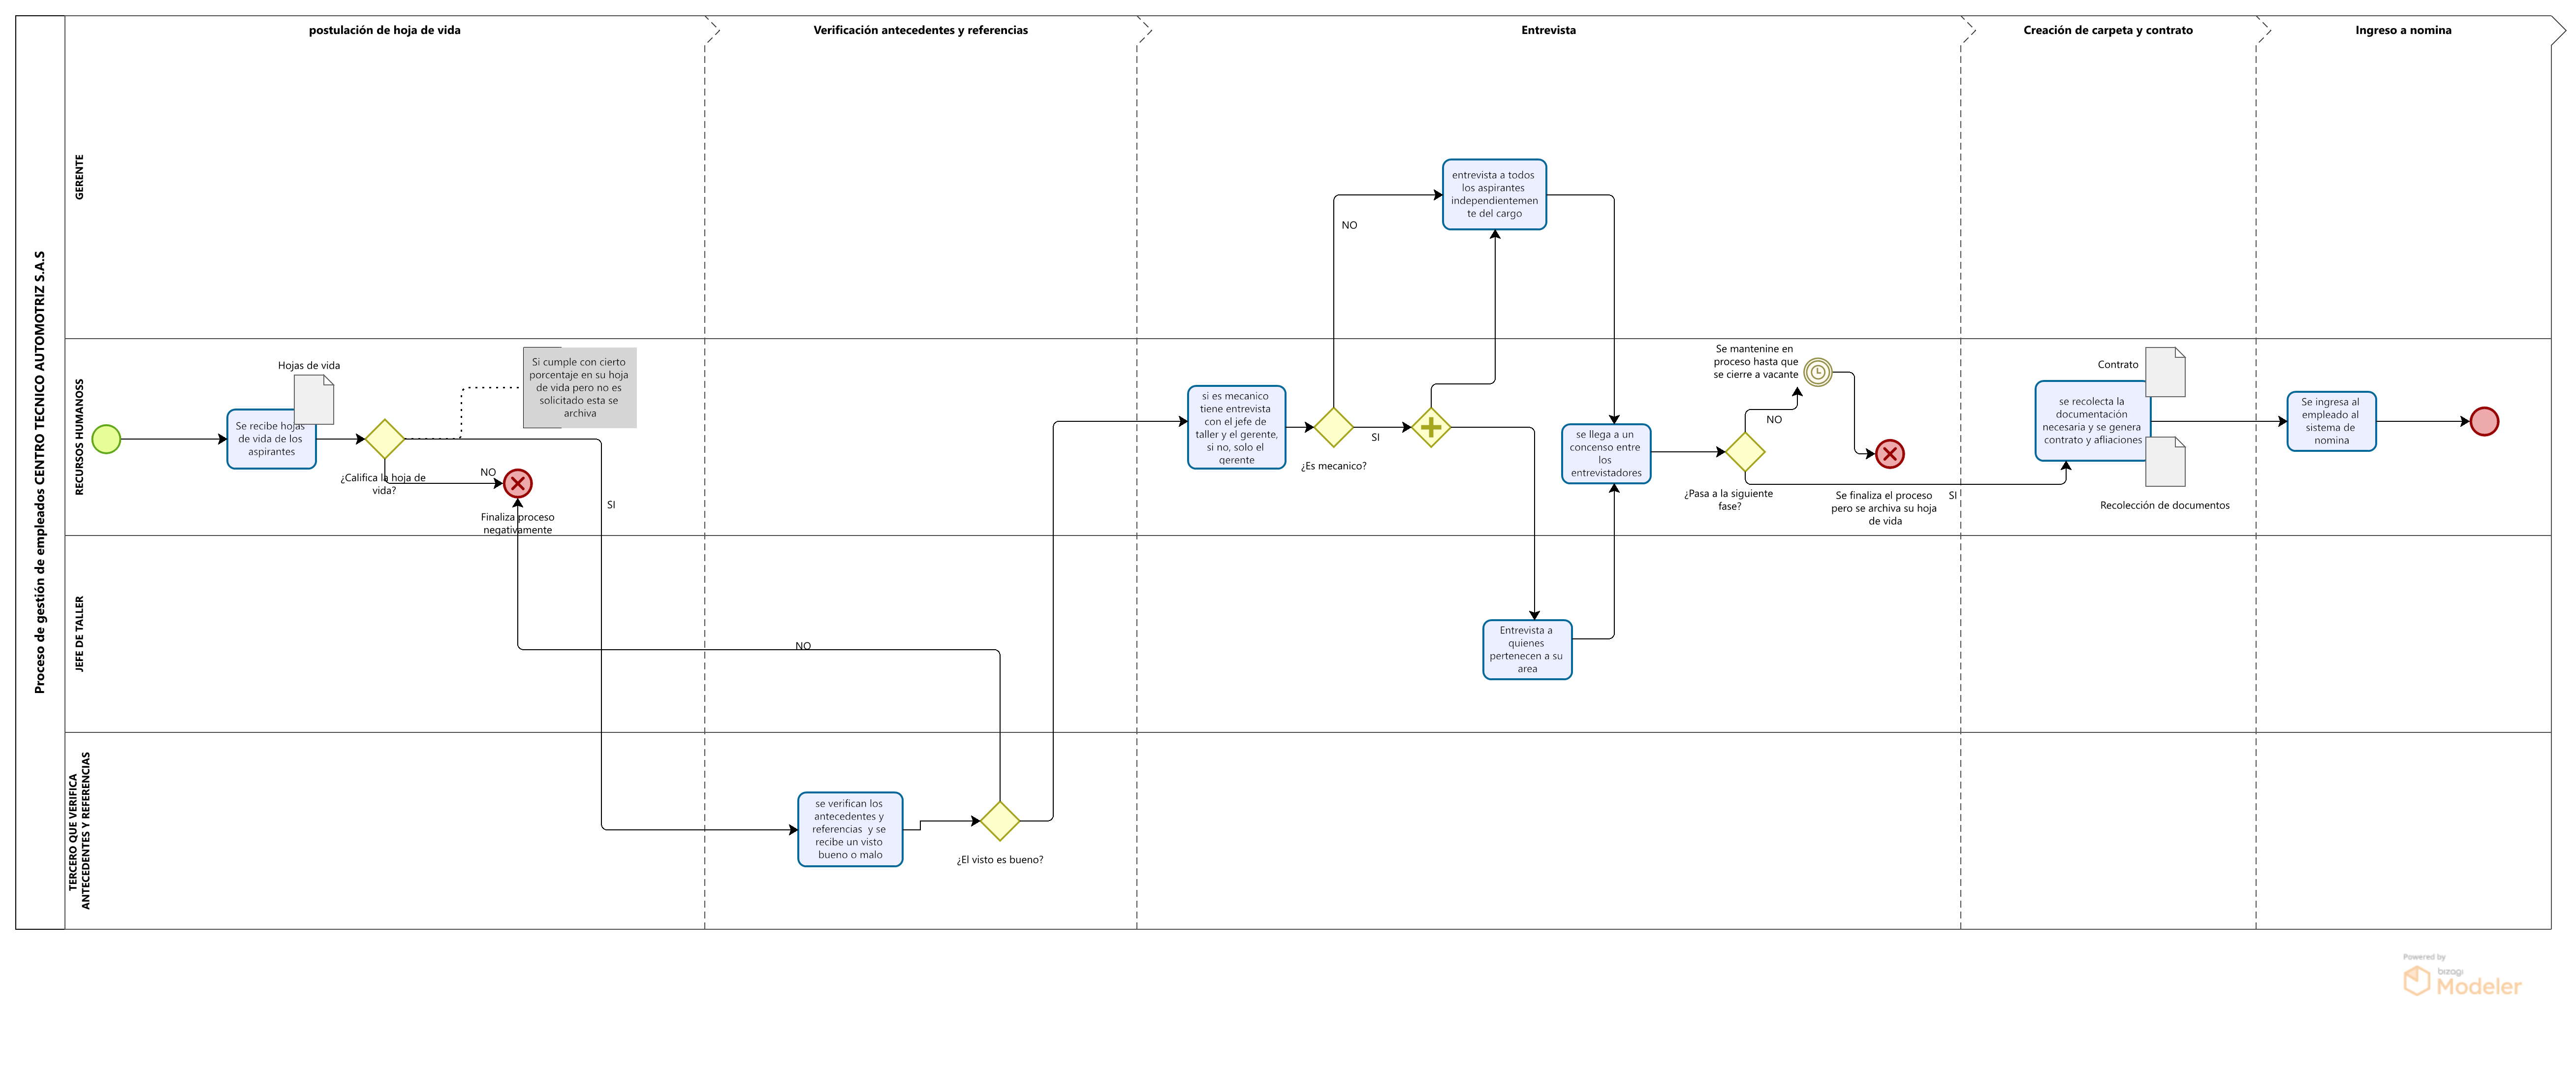 postulación de hoja de vida
Verificación antecedentes y referencias
Entrevista
Creación de carpeta y contrato
Ingreso a nomina
Proceso de gestión de empleados CENTRO TECNICO AUTOMOTRIZ S.A.S
GERENTE
entrevista a todos
los aspirantes
independientemen
te del cargo
NO
RECURSOS HUMANOSS
Hojas de vida
Se recibe hojas
de vida de los
aspirantes
¿Califica la hoja de
vida?
NO
Finaliza proceso
negativamente
Si cumple con cierto
porcentaje en su hoja
de vida pero no es
solicitado esta se
archiva
SI
si es mecanico
tiene entrevista
con el jefe de
taller y el gerente,
si no, solo el
gerente
¿Es mecanico?
SI
se llega a un
concenso entre
los
entrevistadores
¿Pasa a la siguiente
fase?
NO
Se mantenine en
proceso hasta que
se cierre a vacante
Se finaliza el proceso
pero se archiva su hoja
de vida
SI
Contrato
se recolecta la
documentación
necesaria y se genera
contrato y afliaciones
Recolección de documentos
Se ingresa al
empleado al
sistema de
nomina
JEFE DE TALLER
NO
Entrevista a
quienes
pertenecen a su
area
TERCERO QUE VERIFICA
ANTECEDENTES Y REFERENCIAS
se verifican los
antecedentes y
referencias y se
recibe un visto
bueno o malo
¿El visto es bueno?
Powered by
bizagi
Modeler